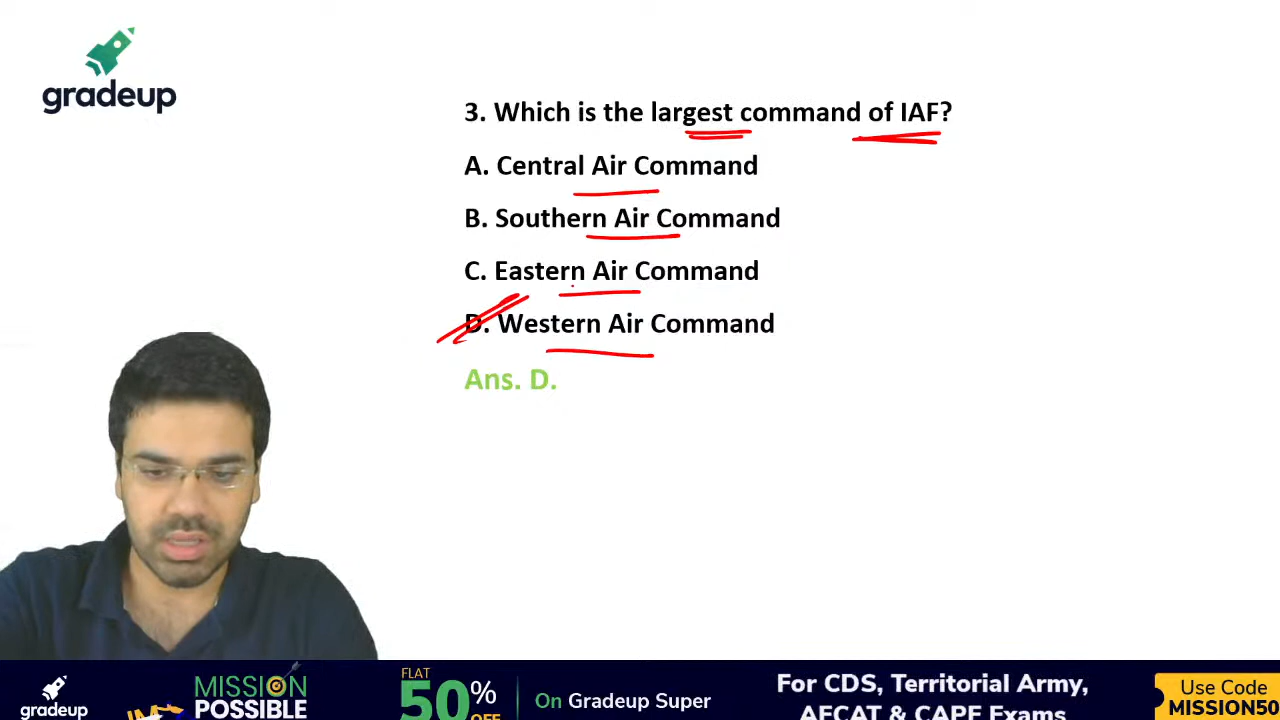 gradeup
3. Which is the largest command of IAF?
A. Central Air Command
B. Southern Air Command
C. Eastern Air Command
D. Western Air Command
Ans. D.
gradeup
MISSION
POSSIBLE
FLAT
50%
OFF
On Gradeup Super
For CDS, Territorial Army,
AFCAT & CAPF Exams
Use Code
MISSION50